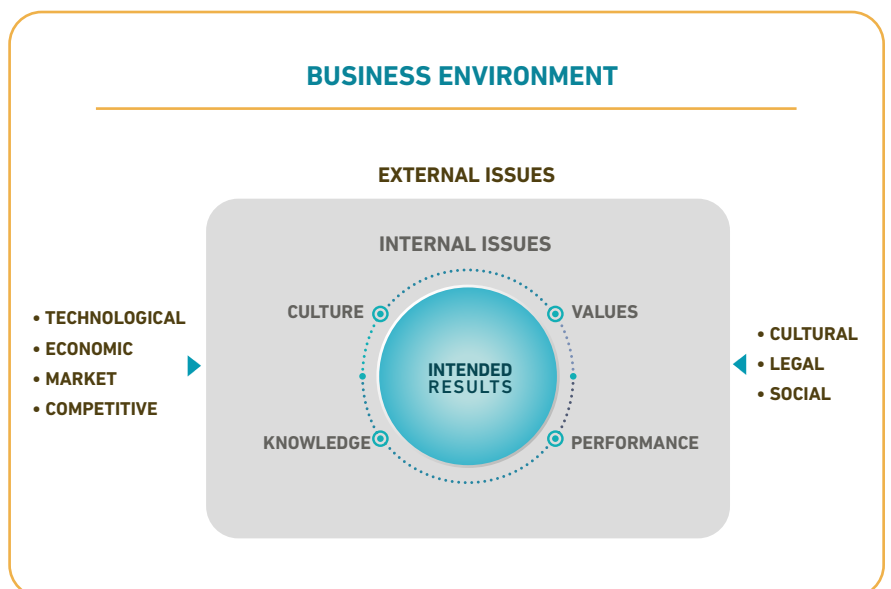 BUSINESS ENVIRONMENT
EXTERNAL ISSUES
INTERNAL ISSUES
• TECHNOLOGICAL
• ECONOMIC
• MARKET
• COMPETITIVE
CULTURE
VALUES
INTENDED
RESULTS
KNOWLEDGE
PERFORMANCE
• CULTURAL
• LEGAL
• SOCIAL